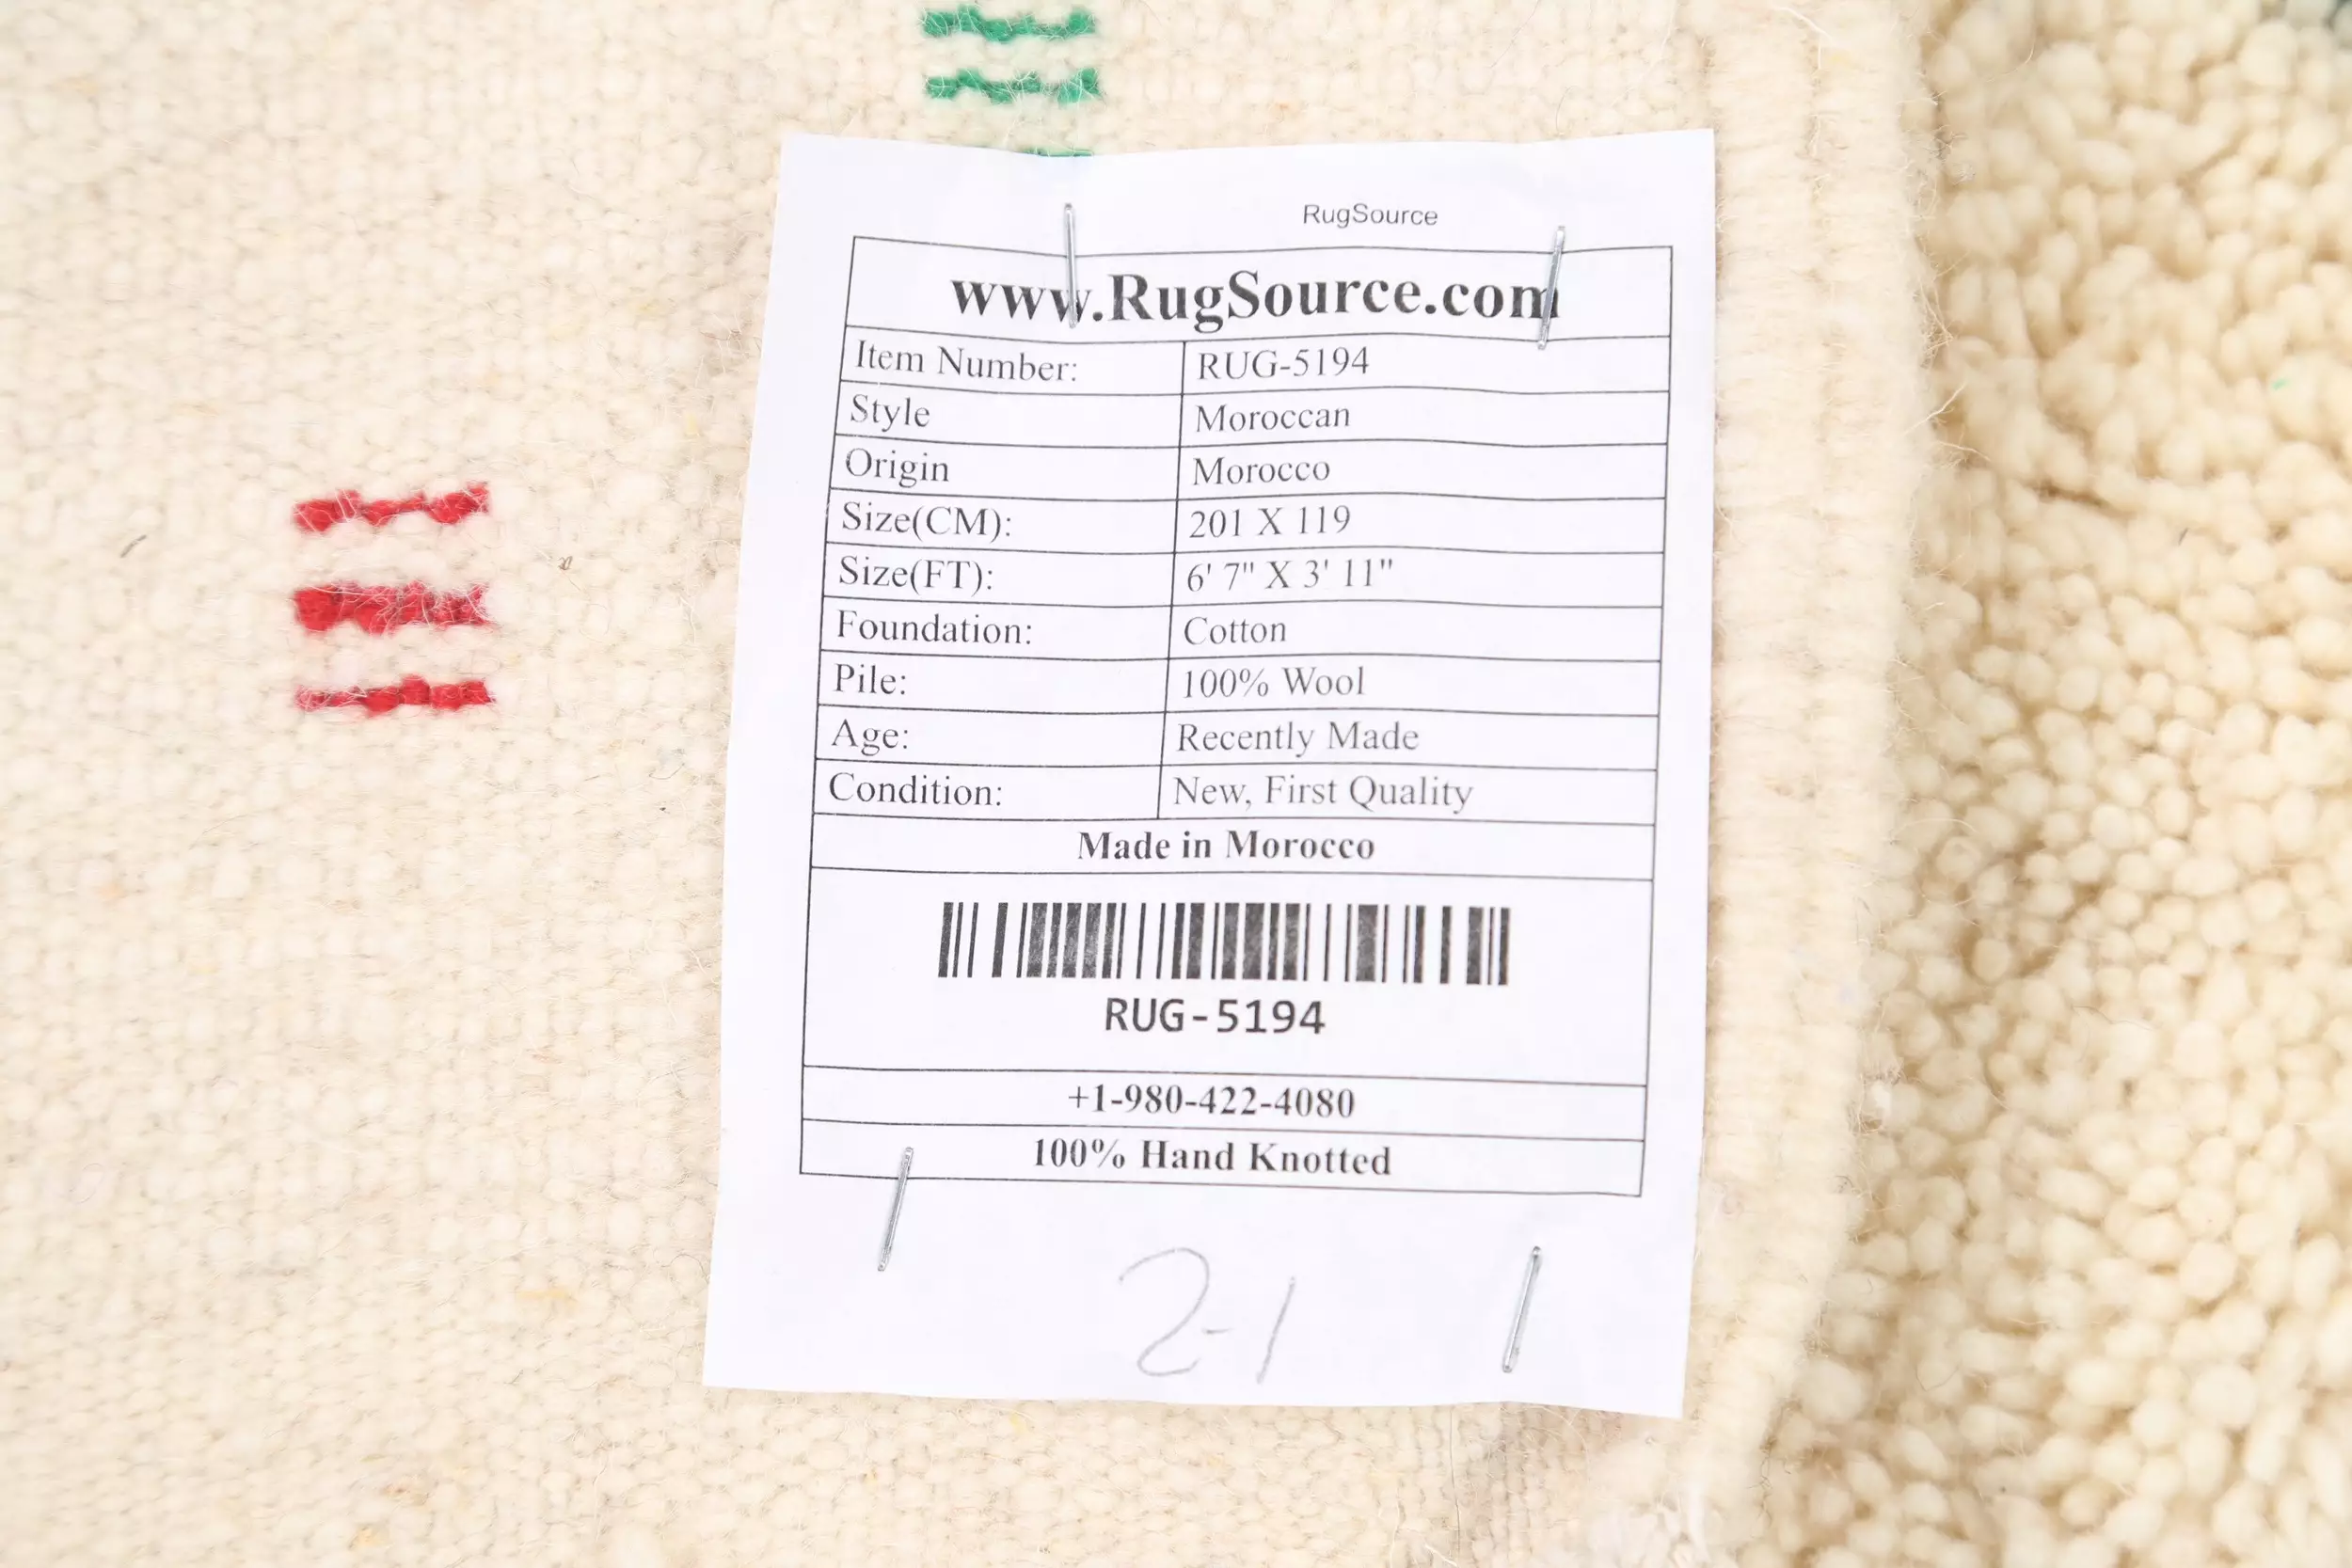 RugSource
www.RugSource.com
Item Number: RUG-5194
Style Moroccan
Origin Morocco
Size(CM): 201 X 119
Size(FT): 6' 7" X 3' 11"
Foundation: Cotton
Pile: 100% Wool
Age: Recently Made
Condition: New, First Quality
Made in Morocco
RUG-5194
+1-980-422-4080
100% Hand Knotted
2-1